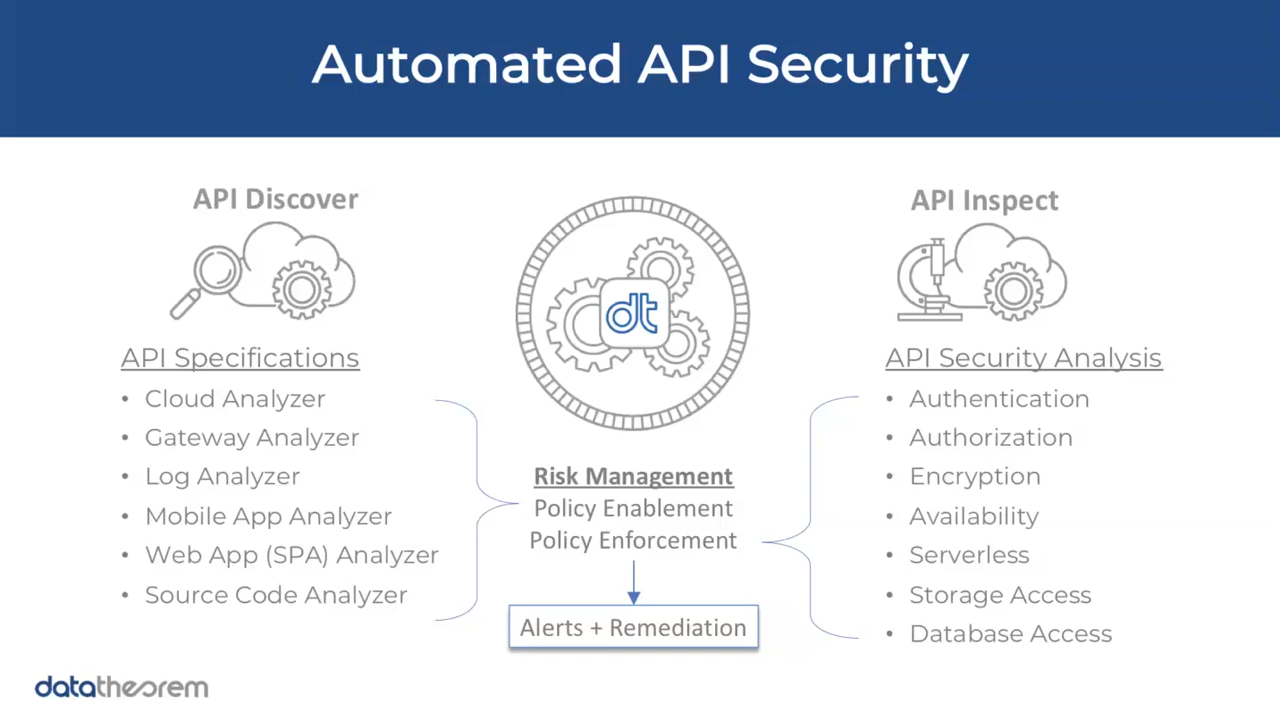 Automated API Security
API Discover
API Specifications
• Cloud Analyzer
• Gateway Analyzer
• Log Analyzer
• Mobile App Analyzer
• Web App (SPA) Analyzer
• Source Code Analyzer
dt
Risk Management
Policy Enablement
Policy Enforcement
Alerts + Remediation
API Inspect
API Security Analysis
• Authentication
• Authorization
• Encryption
• Availability
• Serverless
• Storage Access
• Database Access
datatheorem